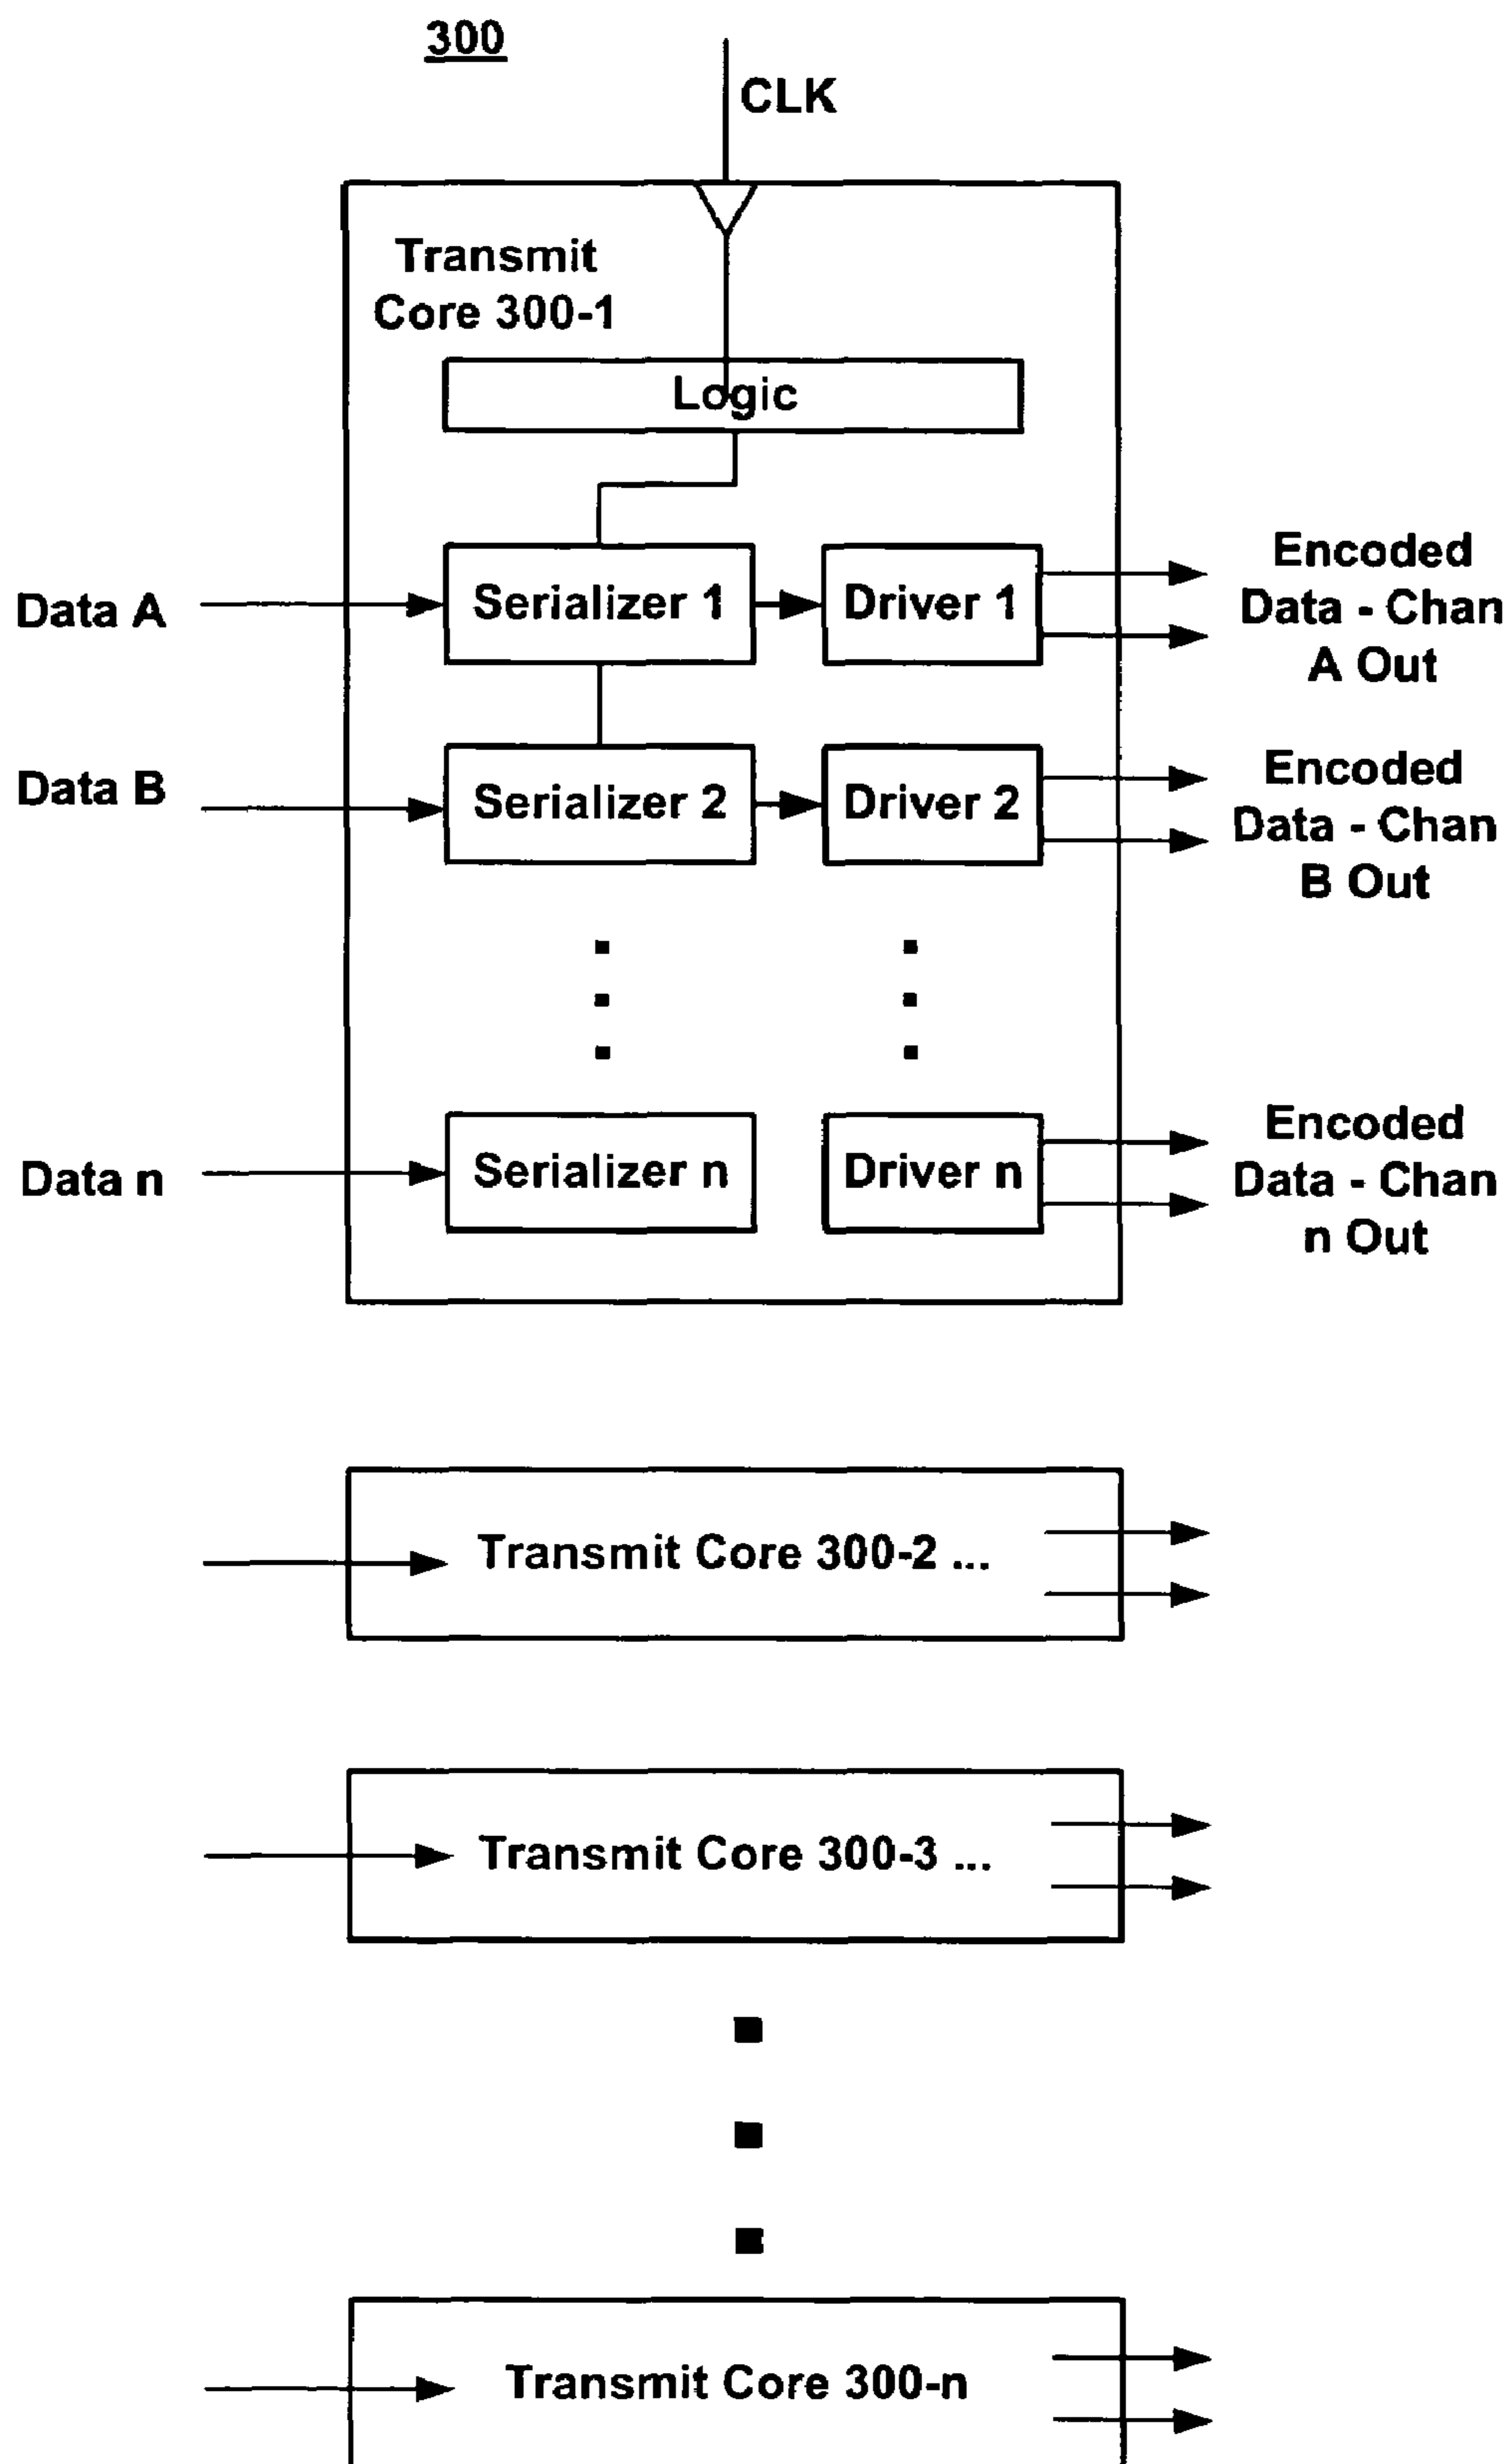 300
CLK
Transmit
Core 300-1
Logic
Data A
Serializer 1
Driver 1
Encoded
Data - Chan
A Out
Data B
Serializer 2
Driver 2
Encoded
Data - Chan
B Out
Data n
Serializer n
Driver n
Encoded
Data - Chan
n Out
Transmit Core 300-2 ...
Transmit Core 300-3 ...
Transmit Core 300-n